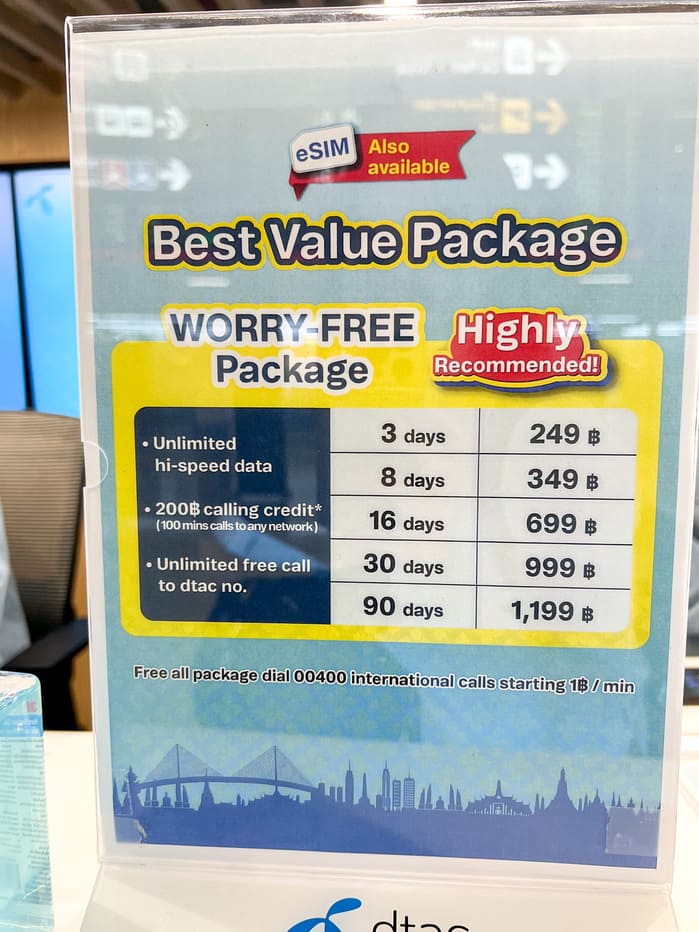 eSIM
Also
available
Best Value Package
WORRY-FREE
Package
Highly
Recommended!
• Unlimited
hi-speed data
• 200฿ calling credit*
(100 mins calls to any network)
• Unlimited free call
to dtac no.
3 days 249 ฿
8 days 349 ฿
16 days 699 ฿
30 days 999 ฿
90 days 1,199 ฿
Free all package dial 00400 international calls starting 1฿ / min
dtac